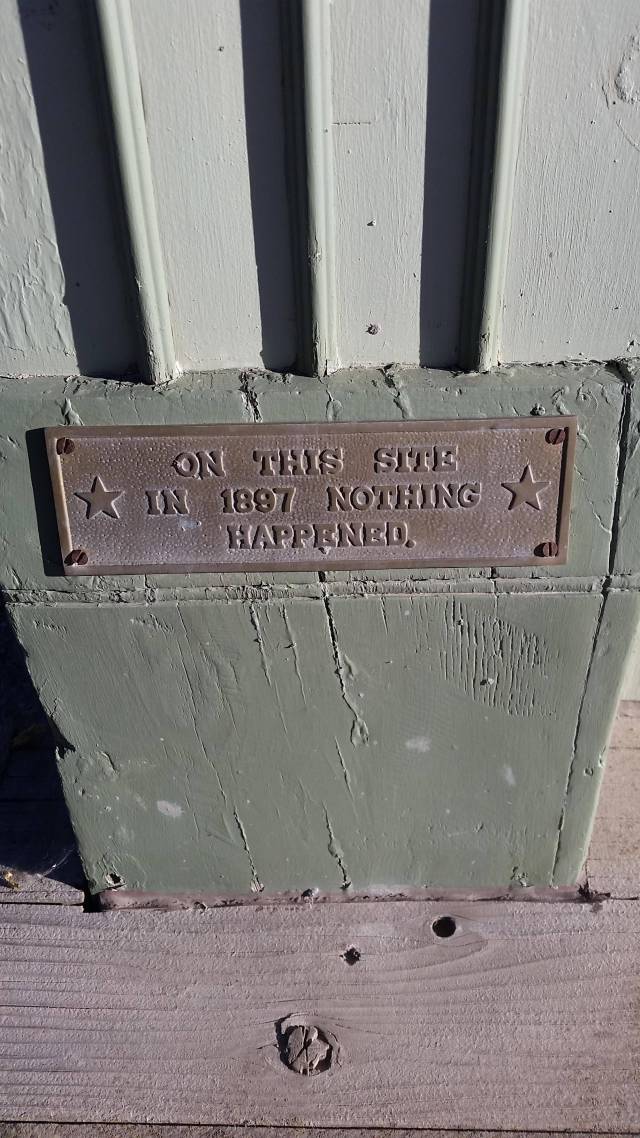 ON THIS SITE
IN 1897 NOTHING
HAPPENED.